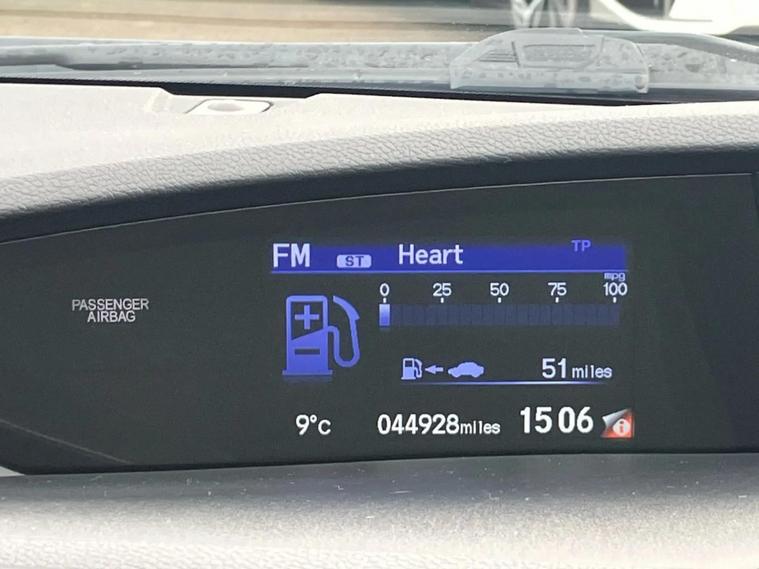 FM ST Heart TP
mpg
0 25 50 75 100
PASSENGER
AIRBAG
51 miles
9°C 044928miles 15 06 i